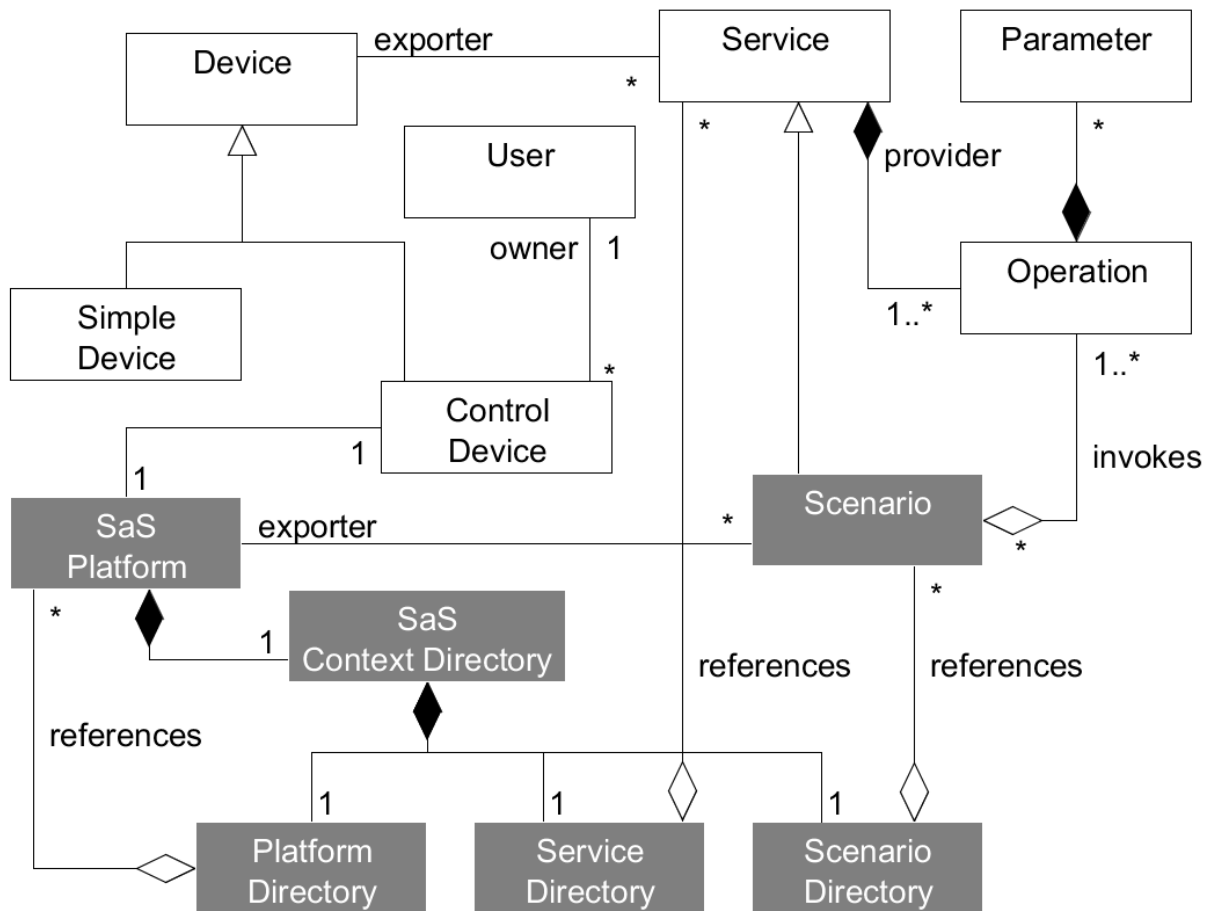 exporter
Service
Parameter
Device
*
*
*
User
provider
owner
1
Operation
Simple
Device
1..*
*
1..*
Control
Device
1
1
invokes
SaS
Platform
exporter
*
Scenario
*
*
*
SaS
Context Directory
1
references
references
references
1
1
1
Platform
Directory
Service
Directory
Scenario
Directory